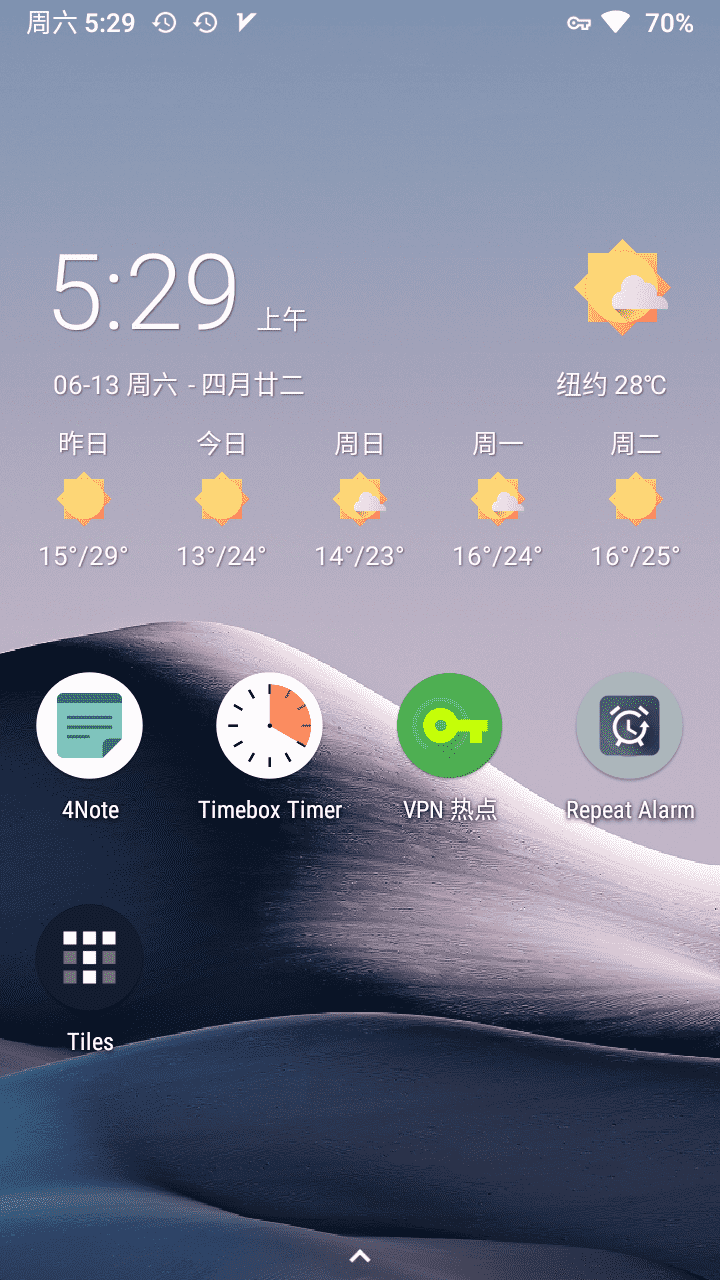 周六 5:29 70%
5:29 上午
06-13 周六 - 四月廿二 纽约 28℃
昨日 今日 周日 周一 周二
15°/29° 13°/24° 14°/23° 16°/24° 16°/25°
4Note Timebox Timer VPN 热点 Repeat Alarm
Tiles